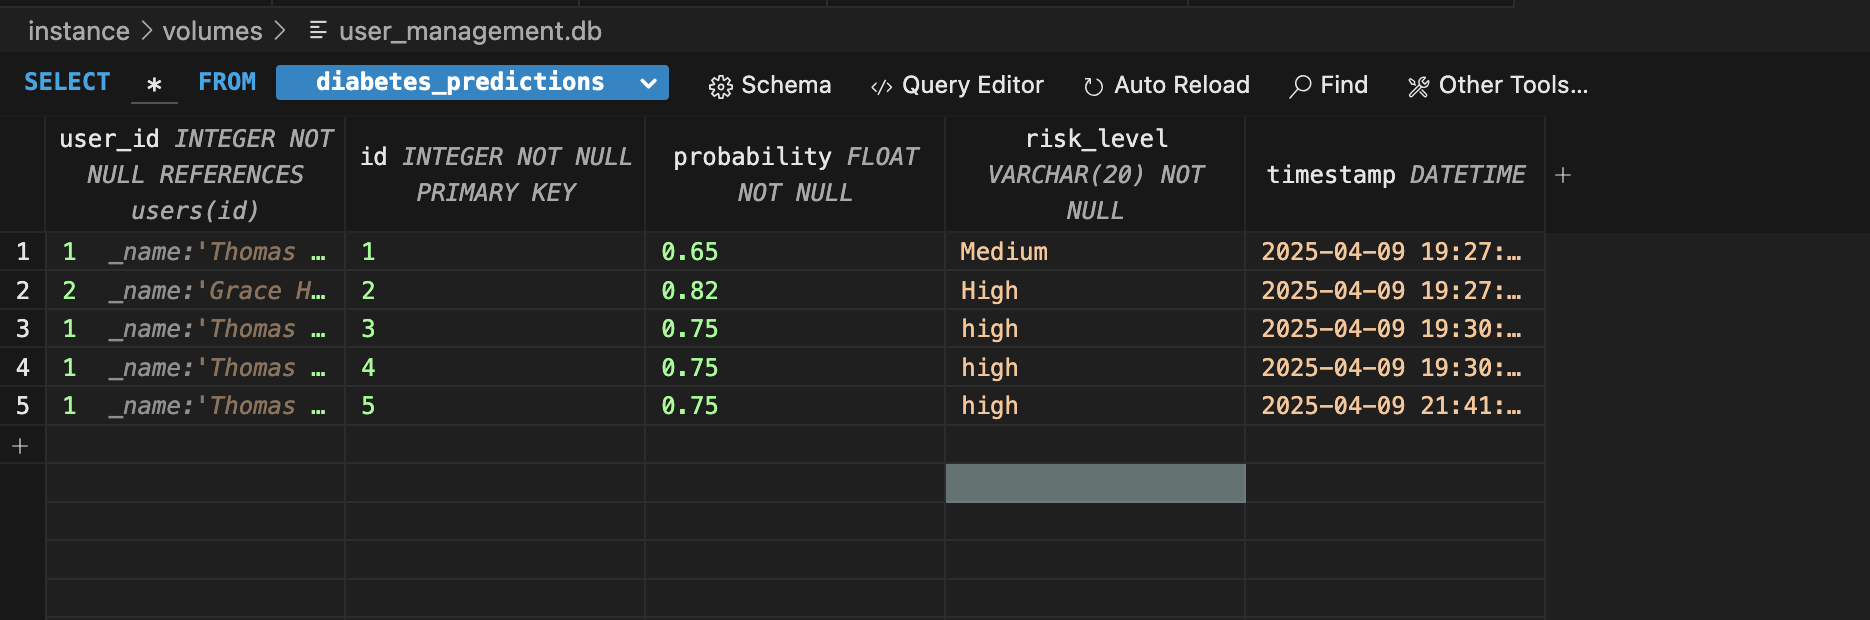 instance > volumes > user_management.db
SELECT * FROM diabetes_predictions Schema Query Editor Auto Reload Find Other Tools...
user_id INTEGER NOT NULL REFERENCES users(id)
id INTEGER NOT NULL PRIMARY KEY
probability FLOAT NOT NULL
risk_level VARCHAR(20) NOT NULL
timestamp DATETIME +
1 1 _name:'Thomas … 1 0.65 Medium 2025-04-09 19:27:…
2 2 _name:'Grace H… 2 0.82 High 2025-04-09 19:27:…
3 1 _name:'Thomas … 3 0.75 high 2025-04-09 19:30:…
4 1 _name:'Thomas … 4 0.75 high 2025-04-09 19:30:…
5 1 _name:'Thomas … 5 0.75 high 2025-04-09 21:41:…
+